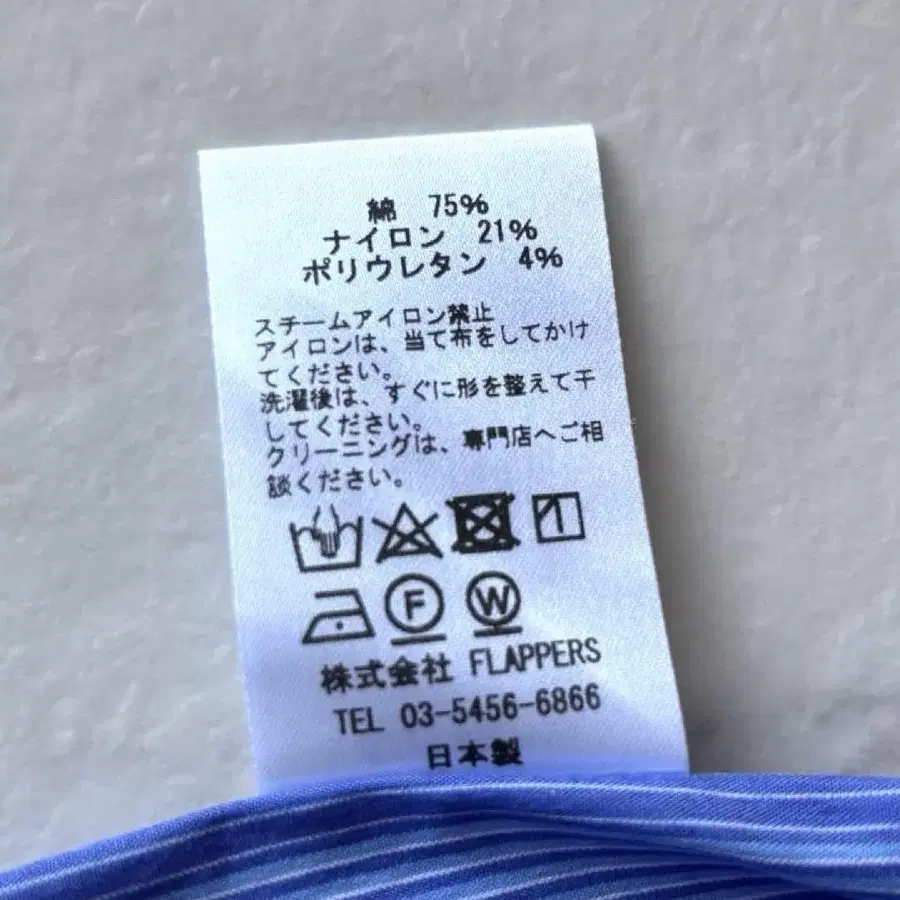 綿 75%
ナイロン 21%
ポリウレタン 4%
スチームアイロン禁止
アイロンは、当て布をしてかけ
てください。
洗濯後は、すぐに形を整えて干
してください。
クリーニングは、専門店へご相
談ください。
F W
株式会社 FLAPPERS
TEL 03-5456-6866
日本製